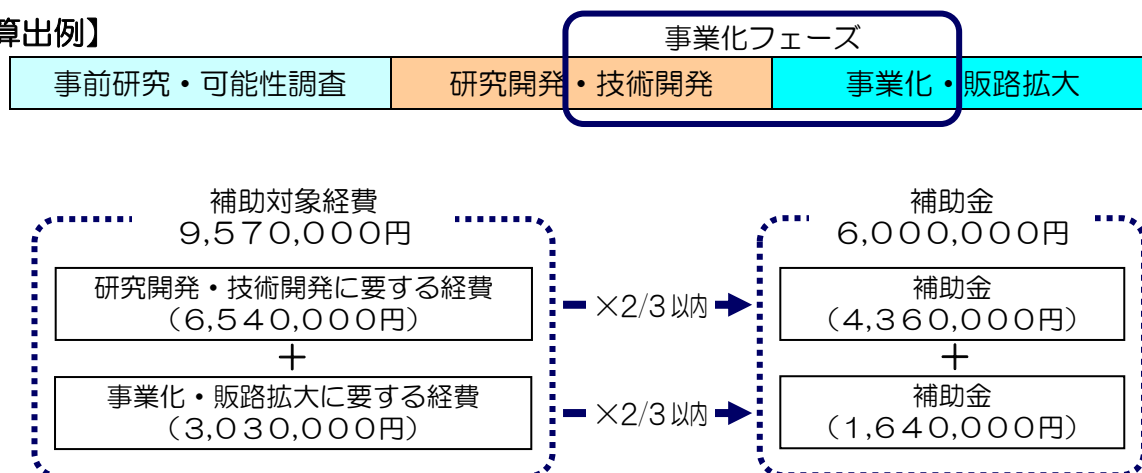 算出例】
事業化フェーズ
事前研究・可能性調査
研究開発・技術開発
事業化・販路拡大
補助対象経費
9,570,000円
研究開発・技術開発に要する経費
（6,540,000円）
＋
事業化・販路拡大に要する経費
（3,030,000円）
×2/3以内
×2/3以内
補助金
6,000,000円
補助金
（4,360,000円）
＋
補助金
（1,640,000円）